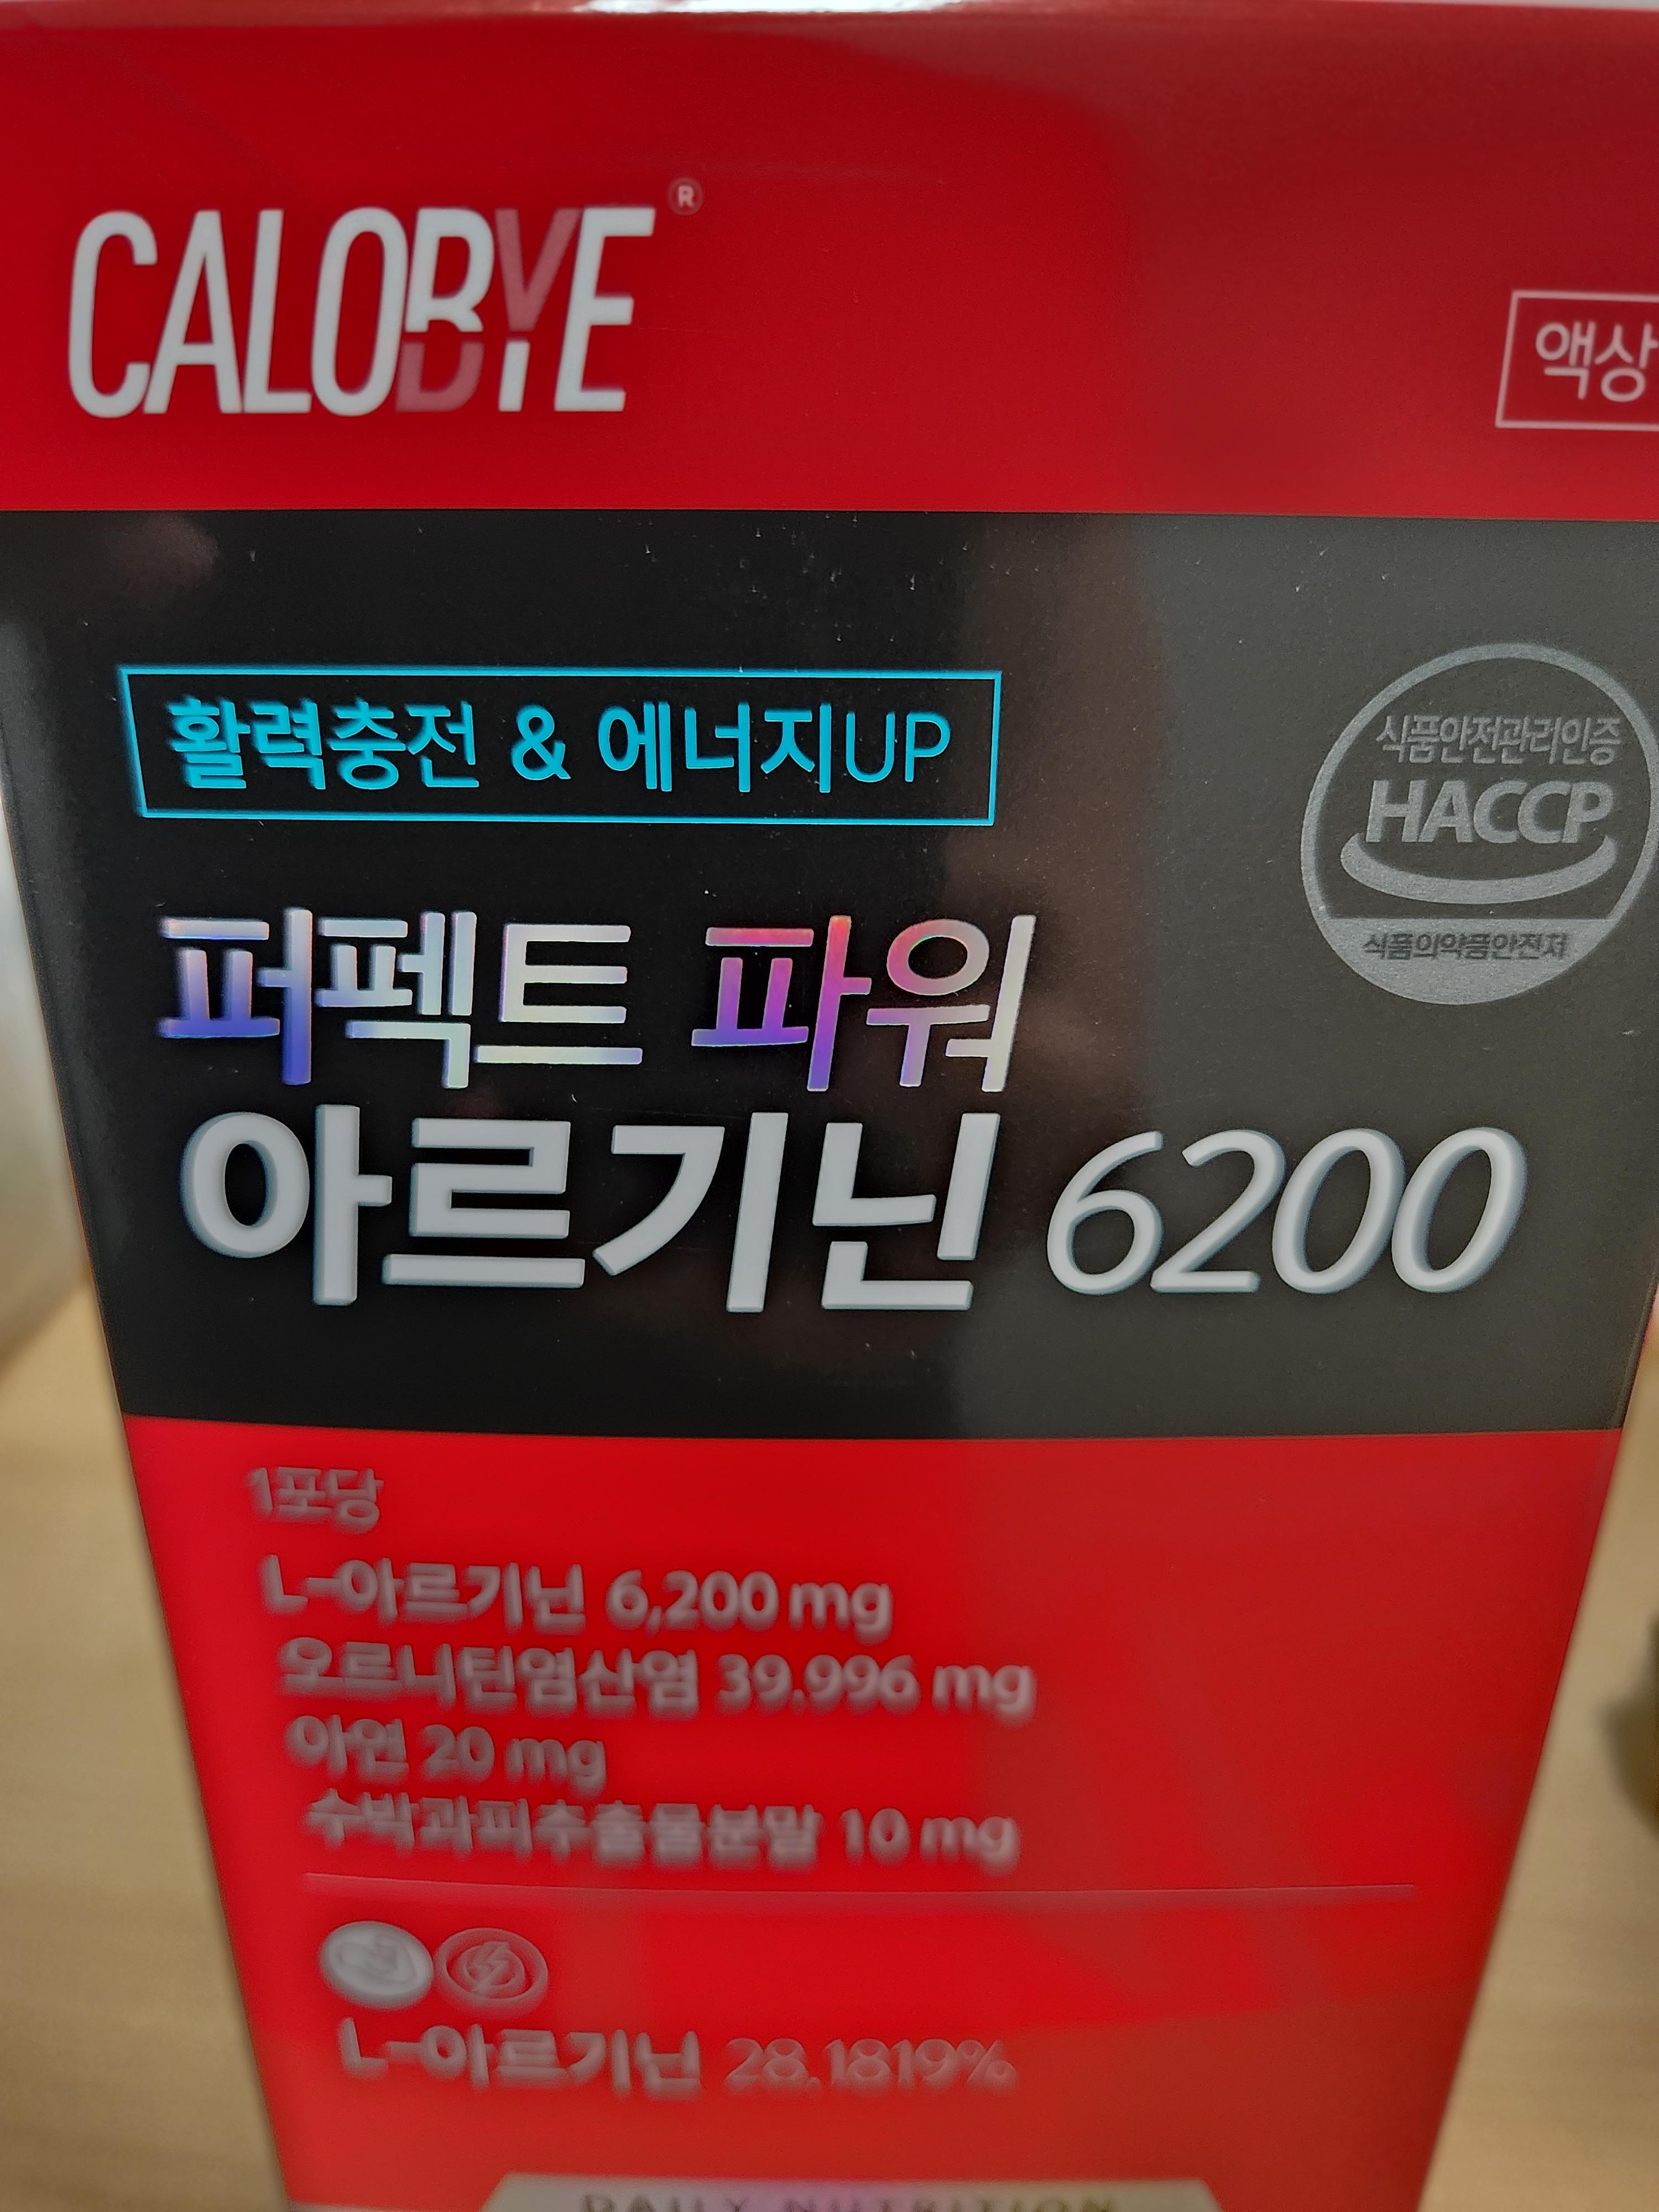 CALOBYE®
액상
활력충전 & 에너지UP
식품안전관리인증
HACCP
식품의약품안전처
퍼펙트 파워
아르기닌 6200
1포당
L-아르기닌 6,200 mg
오르니틴염산염 39.996 mg
아연 20 mg
수박과피추출물분말 10 mg
L-아르기닌 28.1819%
DAILY NUTRITION